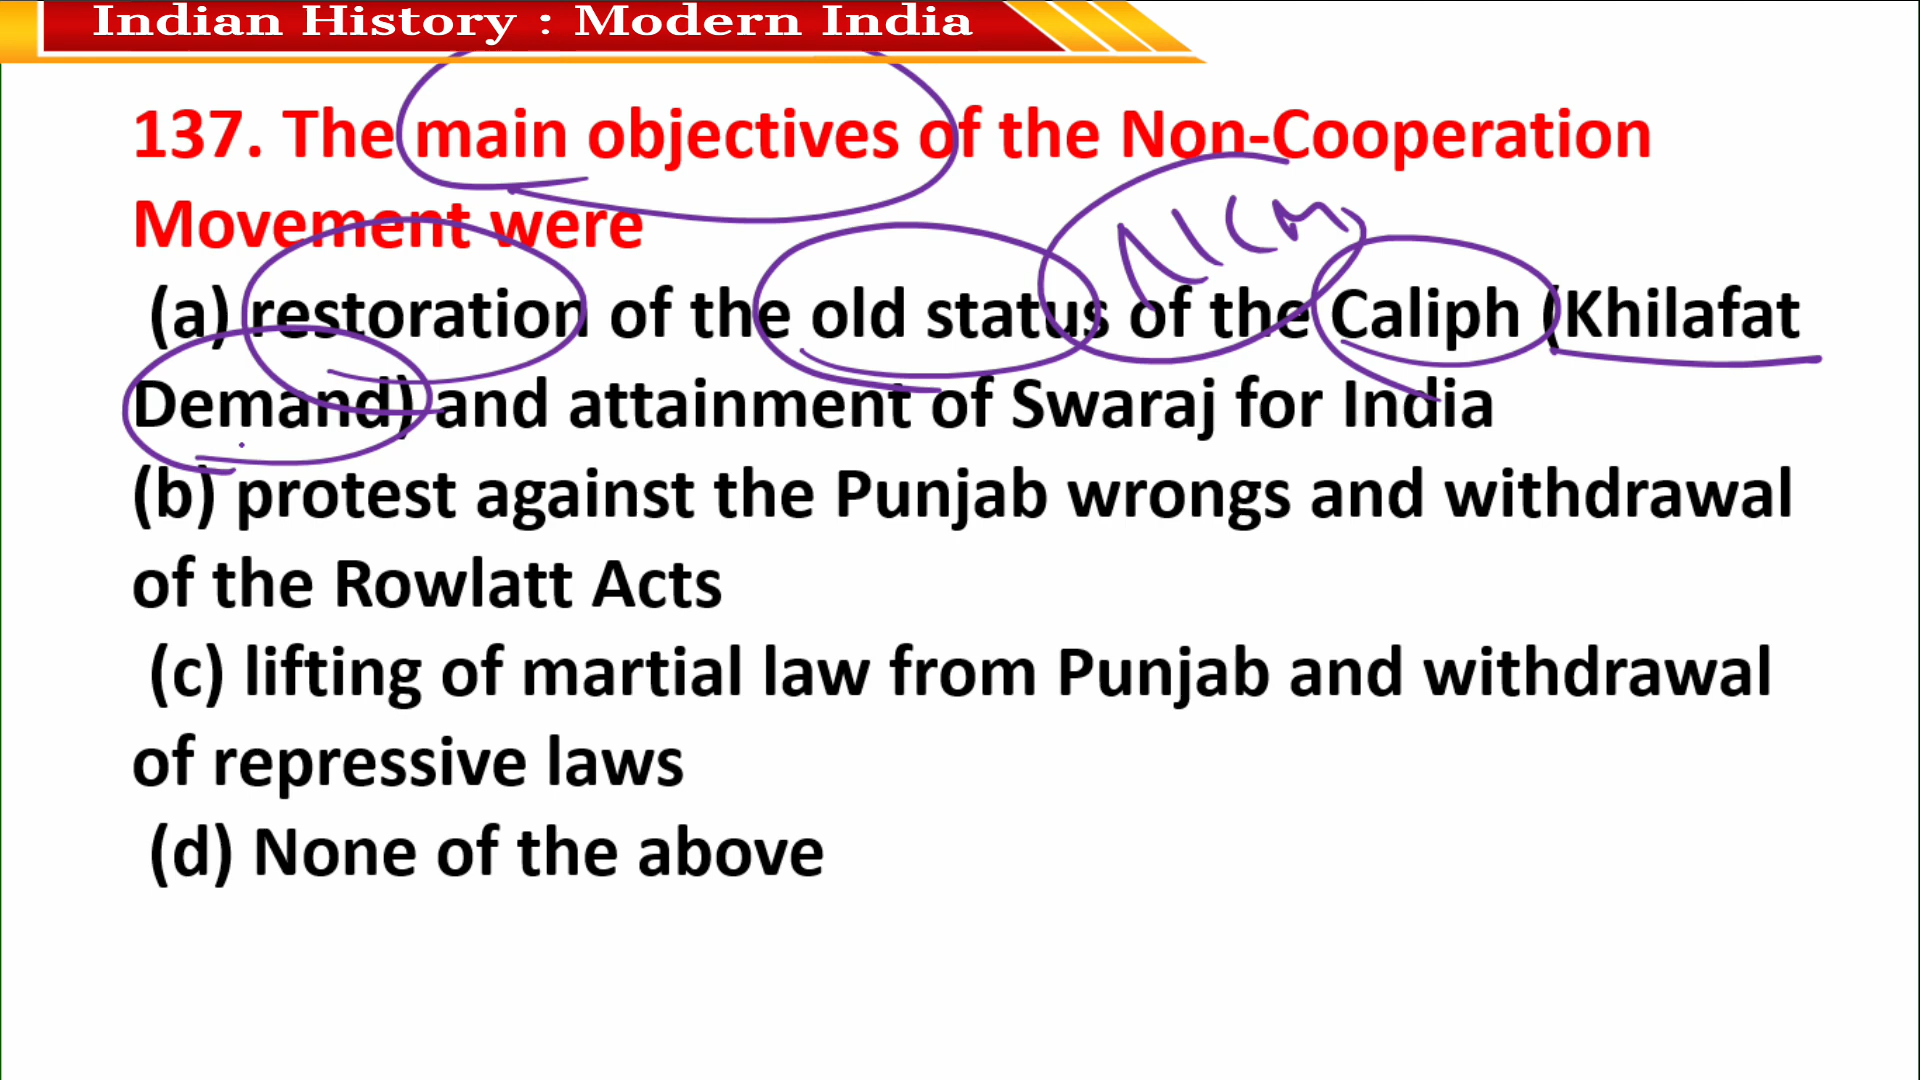 Indian History : Modern India
137. The main objectives of the Non-Cooperation
Movement were
NCM
(a) restoration of the old status of the Caliph (Khilafat
Demand) and attainment of Swaraj for India
(b) protest against the Punjab wrongs and withdrawal
of the Rowlatt Acts
(c) lifting of martial law from Punjab and withdrawal
of repressive laws
(d) None of the above